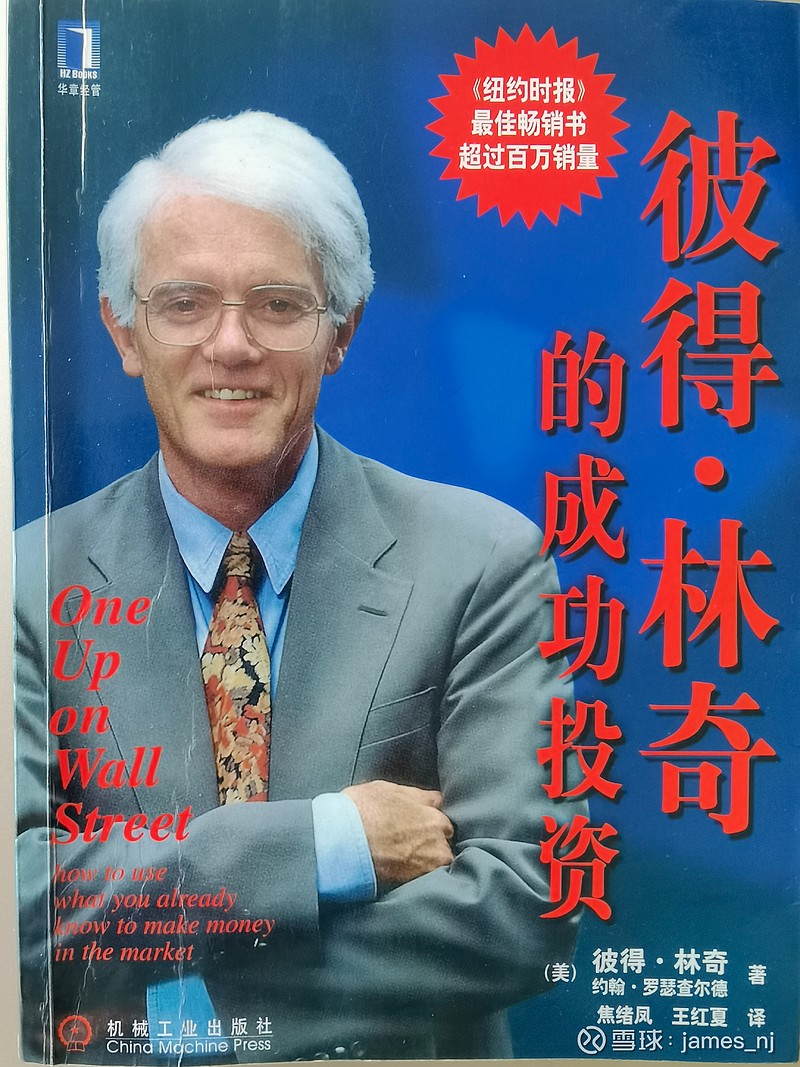 HZ BOOKS
华章经管
《纽约时报》
最佳畅销书
超过百万销量
彼得·林奇
的成功投资
One
Up
on
Wall
Street
how to use
what you already
know to make money
in the market
(美) 彼得·林奇 著
约翰·罗瑟查尔德
焦绪凤 王红夏 译
机械工业出版社
China Machine Press
雪球：james_nj